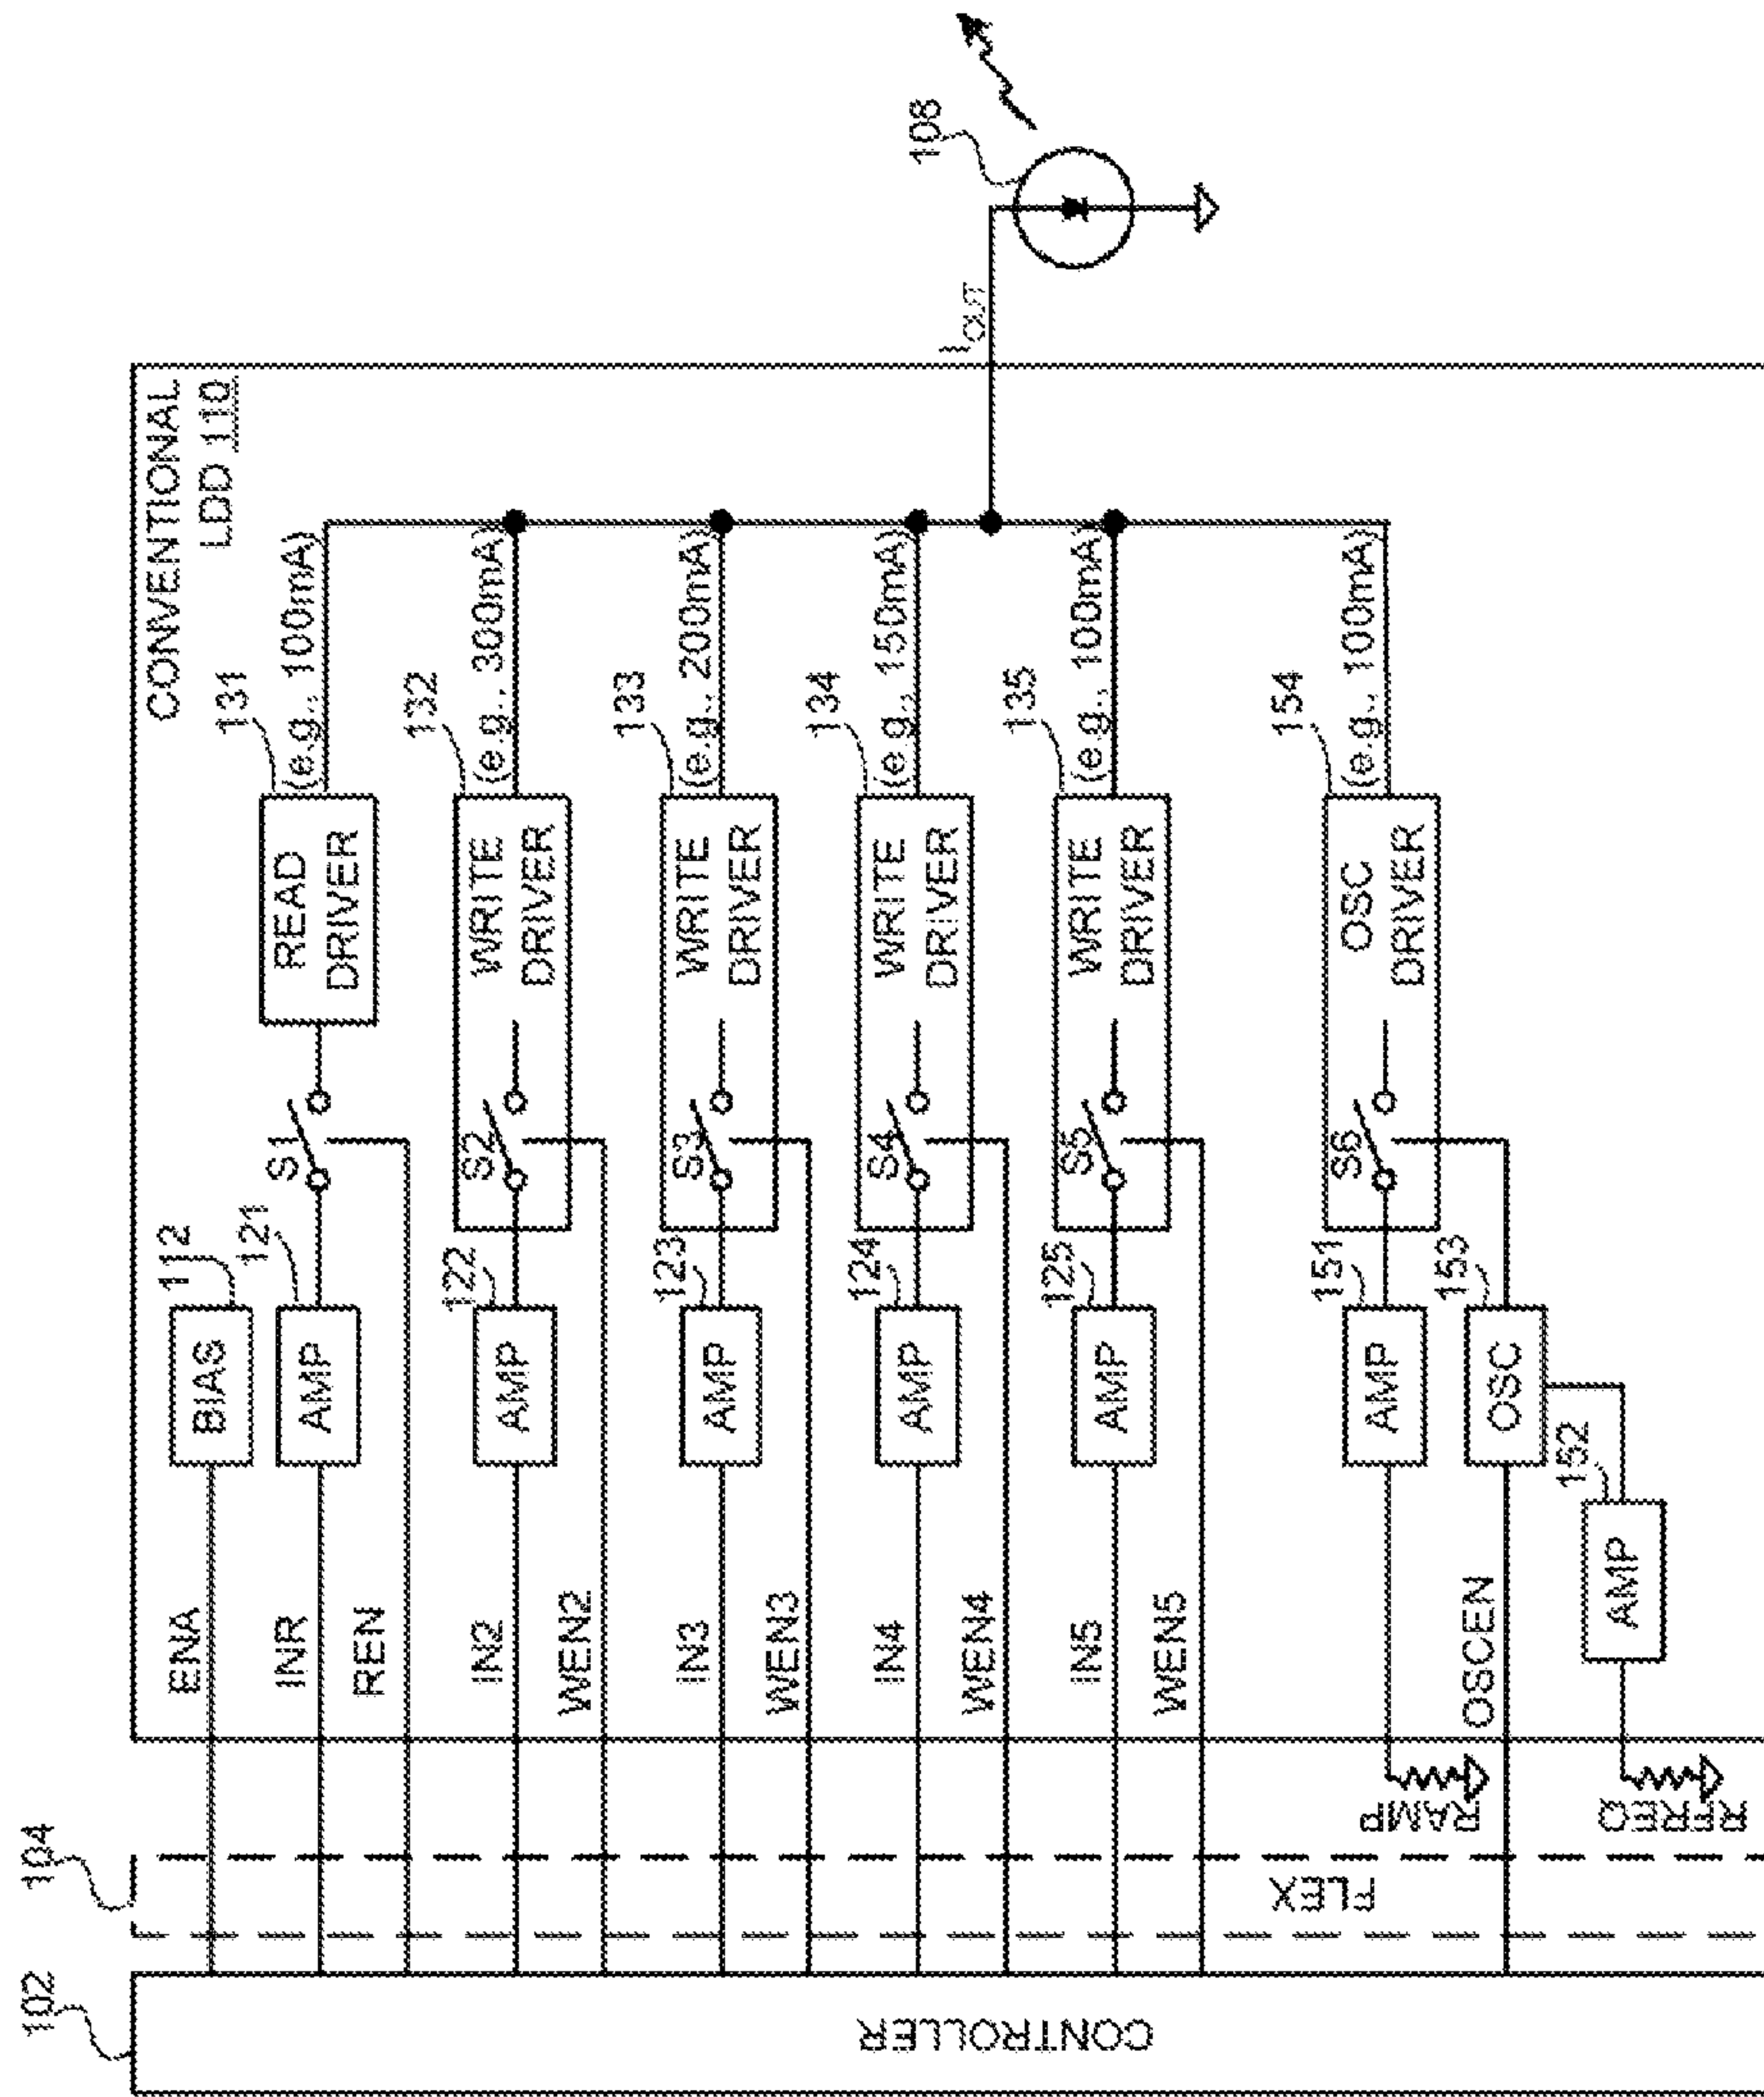 102
104
CONTROLLER
FLEX
CONVENTIONAL
LDD 110
ENA
BIAS
112
INR
AMP
121
S1
READ
DRIVER
131
(e.g., 100mA)
REN
IN2
AMP
122
S2
WRITE
DRIVER
132
(e.g., 300mA)
WEN2
IN3
AMP
123
S3
WRITE
DRIVER
133
(e.g., 200mA)
WEN3
IN4
AMP
124
S4
WRITE
DRIVER
134
(e.g., 150mA)
WEN4
IN5
AMP
125
S5
WRITE
DRIVER
135
(e.g., 100mA)
WEN5
RAMP
AMP
151
S6
OSC
DRIVER
154
(e.g., 100mA)
OSCEN
OSC
153
RFREQ
AMP
152
IOUT
108